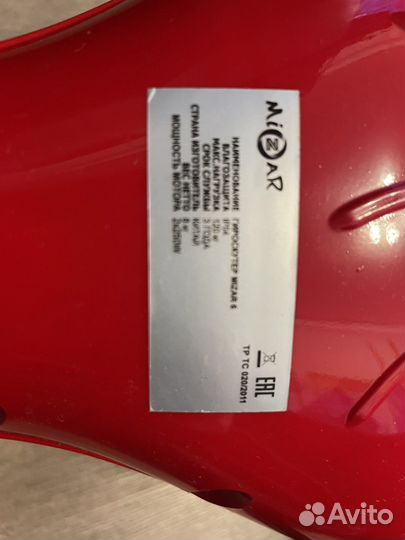 MiZAR
НАИМЕНОВАНИЕ ГИРОСКУТЕР MIZAR 6
ВЛАГОЗАЩИТА IP54
МАКС.НАГРУЗКА 120 кг
СРОК СЛУЖБЫ 3 ГОДА
СТРАНА ИЗГОТОВИТЕЛЬ КИТАЙ
ВЕС НЕТТО 8 кг
МОЩНОСТЬ МОТОРА 2x250W
EAC
ТР ТС 020/2011
Avito